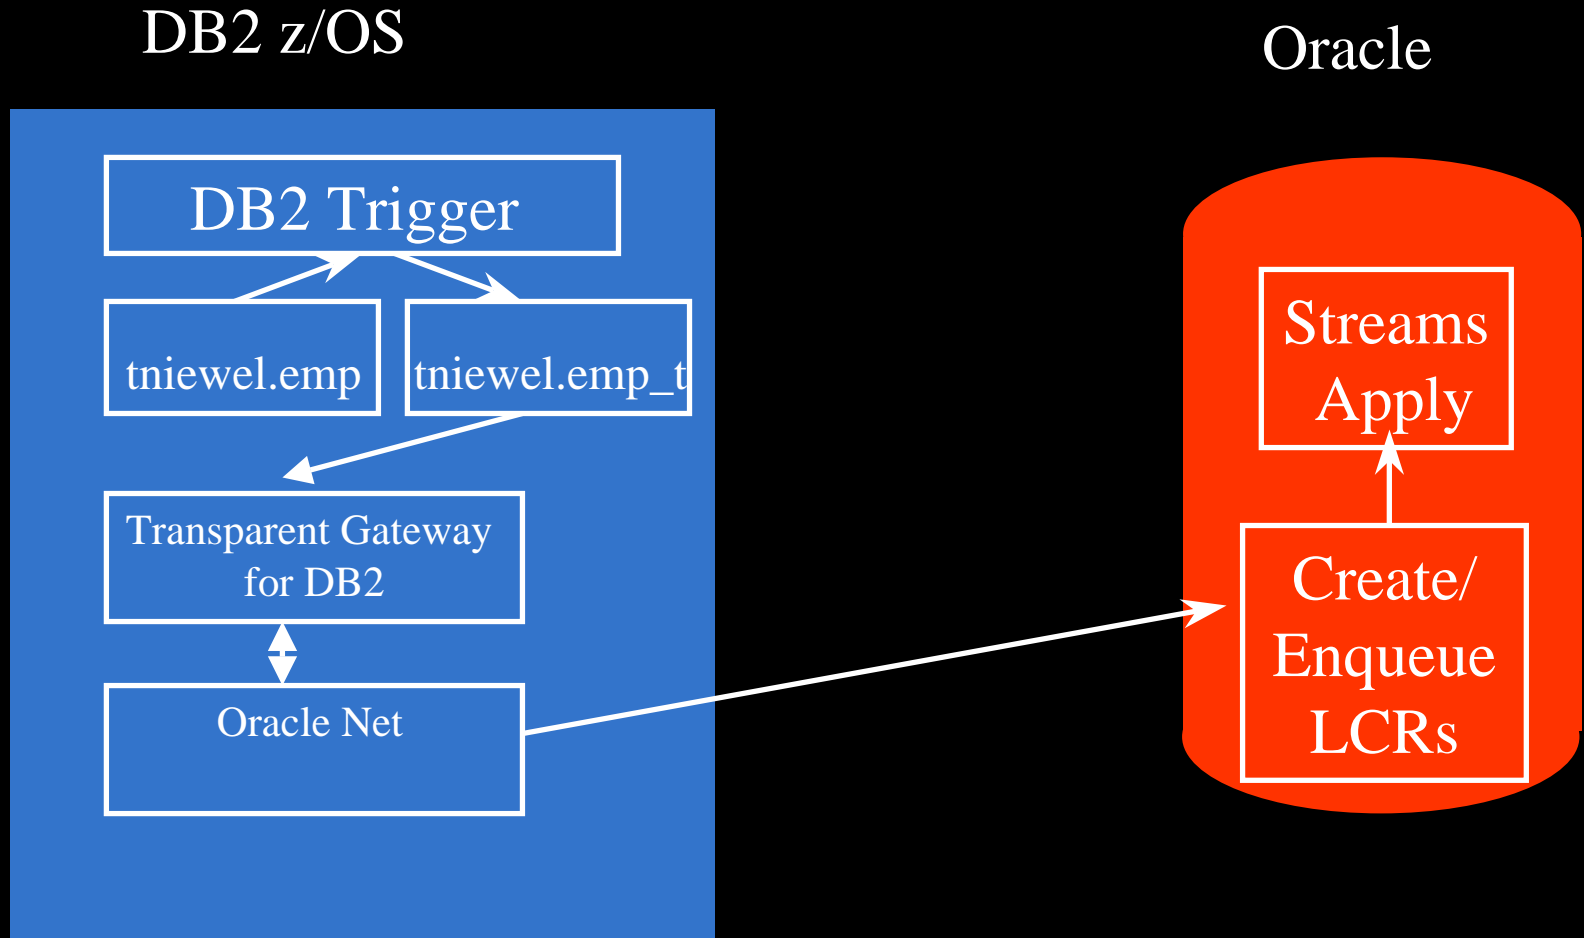 DB2 z/OS
Oracle
DB2 Trigger
tniewel.emp
tniewel.emp_t
Transparent Gateway
for DB2
Oracle Net
Streams
Apply
Create/
Enqueue
LCRs